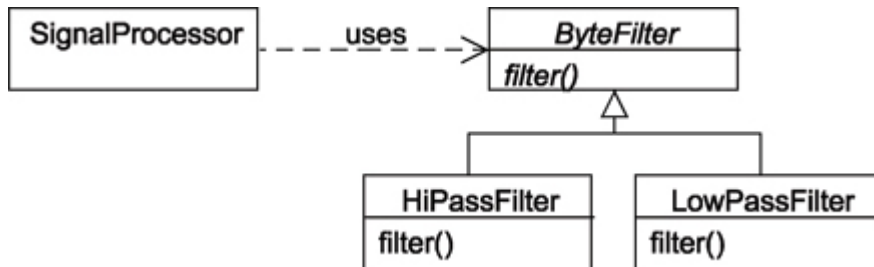 SignalProcessor
uses
ByteFilter
filter()
HiPassFilter
filter()
LowPassFilter
filter()